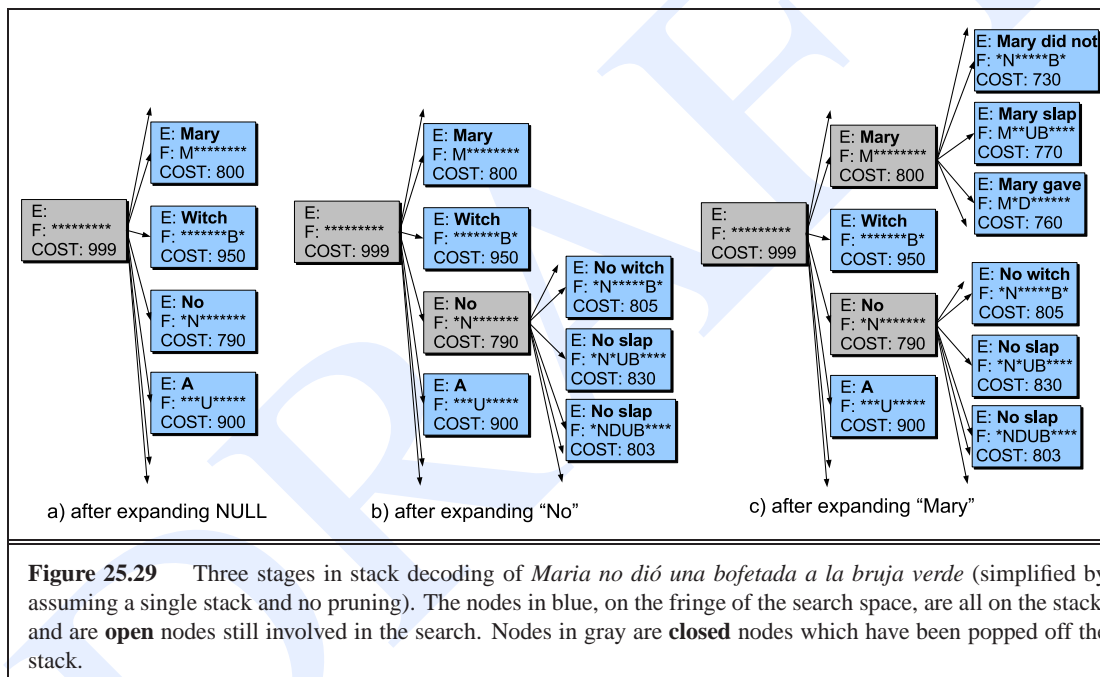 E:
F: *********
COST: 999
E: Mary
F: M********
COST: 800
E: Witch
F: *******B*
COST: 950
E: No
F: *N*******
COST: 790
E: A
F: ***U*****
COST: 900
a) after expanding NULL
E:
F: *********
COST: 999
E: Mary
F: M********
COST: 800
E: Witch
F: *******B*
COST: 950
E: No
F: *N*******
COST: 790
E: A
F: ***U*****
COST: 900
E: No witch
F: *N*****B*
COST: 805
E: No slap
F: *N*UB****
COST: 830
E: No slap
F: *NDUB****
COST: 803
b) after expanding “No”
E:
F: *********
COST: 999
E: Mary
F: M********
COST: 800
E: Witch
F: *******B*
COST: 950
E: No
F: *N*******
COST: 790
E: A
F: ***U*****
COST: 900
E: Mary did not
F: *N*****B*
COST: 730
E: Mary slap
F: M**UB****
COST: 770
E: Mary gave
F: M*D******
COST: 760
E: No witch
F: *N*****B*
COST: 805
E: No slap
F: *N*UB****
COST: 830
E: No slap
F: *NDUB****
COST: 803
c) after expanding “Mary”
Figure 25.29 Three stages in stack decoding of Maria no dió una bofetada a la bruja verde (simplified by
assuming a single stack and no pruning). The nodes in blue, on the fringe of the search space, are all on the stack
and are open nodes still involved in the search. Nodes in gray are closed nodes which have been popped off the
stack.